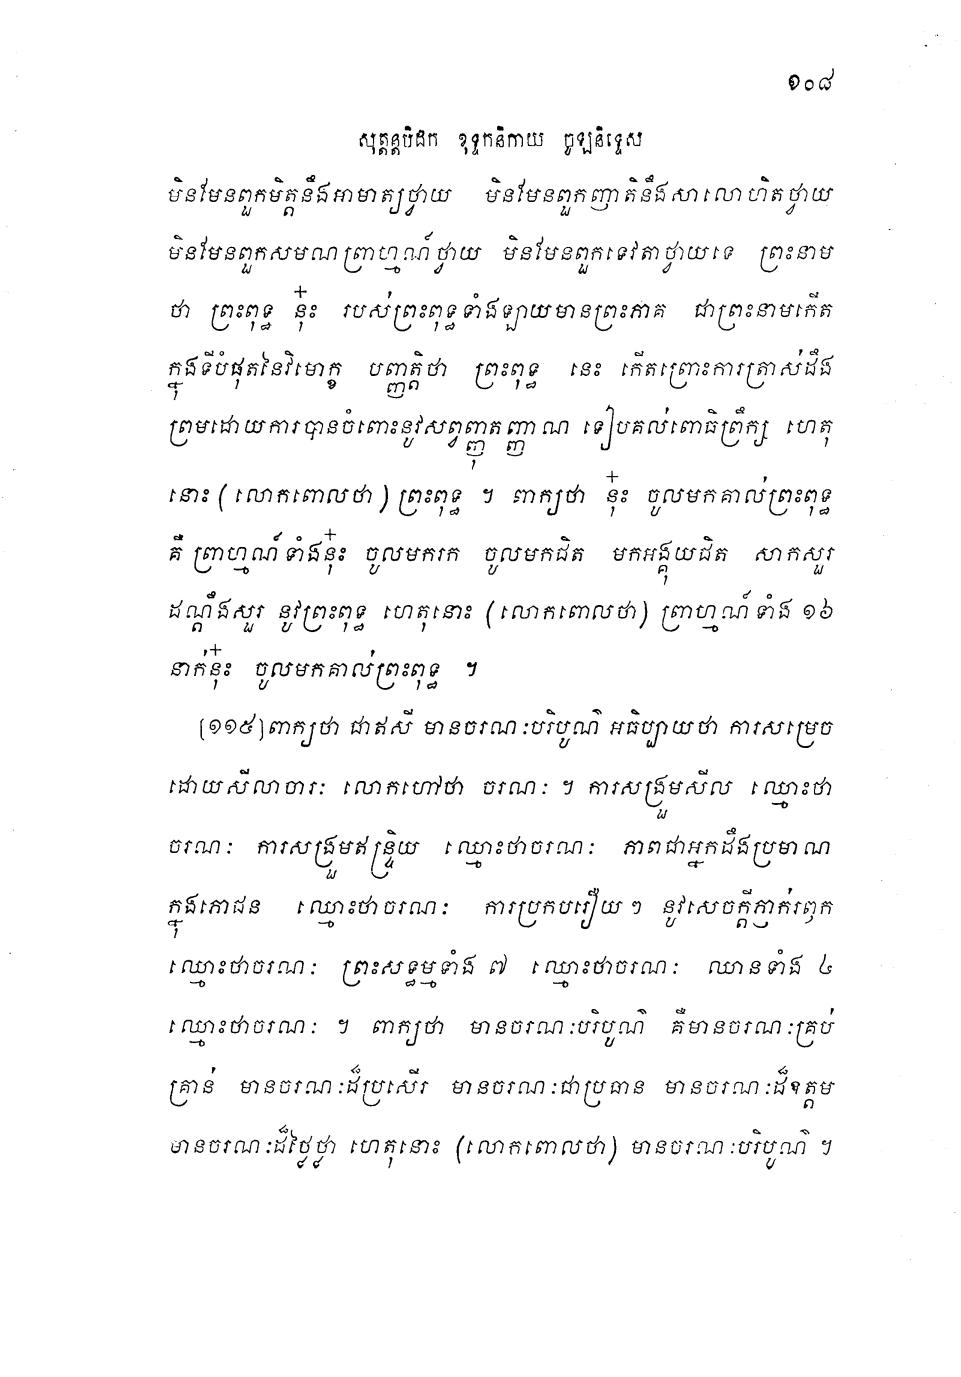 ១០៨
សុត្តន្តបិដក ខុទ្ទកនិកាយ ចូឡនិទ្ទេស
មិនមែនពួកមិត្តនឹងអាមាត្យថ្វាយ មិនមែនពួកញាតិនឹងសាលោហិតថ្វាយ
មិនមែនពួកសមណព្រាហ្មណ៍ថ្វាយ មិនមែនពួកទេវតាថ្វាយទេ ព្រះនាម
ថា ព្រះពុទ្ធ នុ៎ះ របស់ព្រះពុទ្ធទាំងឡាយមានព្រះភាគ ជាព្រះនាមកើត
ក្នុងទីបំផុតនៃវិមោក្ខ បញ្ញត្តិថា ព្រះពុទ្ធ នេះ កើតព្រោះការត្រាស់ដឹង
ព្រមដោយការបានចំពោះនូវសព្វញ្ញុតញ្ញាណ ទៀបគល់ពោធិព្រឹក្ស ហេតុ
នោះ (លោកពោលថា) ព្រះពុទ្ធ ។ ពាក្យថា នុ៎ះ ចូលមកគាល់ព្រះពុទ្ធ
គឺ ព្រាហ្មណ៍ទាំងនុ៎ះ ចូលមករក ចូលមកជិត មកអង្គុយជិត សាកសួរ
ដណ្តឹងសួរ នូវព្រះពុទ្ធ ហេតុនោះ (លោកពោលថា) ព្រាហ្មណ៍ទាំង ១៦
នាក់នុ៎ះ ចូលមកគាល់ព្រះពុទ្ធ ។
[១១៥] ពាក្យថា ជាឥសី មានចរណៈបរិបូណ៌ អធិប្បាយថា ការសម្រេច
ដោយសីលាចារៈ លោកហៅថា ចរណៈ ។ ការសង្រួមសីល ឈ្មោះថា
ចរណៈ ការសង្រួមឥន្ទ្រិយ ឈ្មោះថាចរណៈ ភាពជាអ្នកដឹងប្រមាណ
ក្នុងភោជន ឈ្មោះថាចរណៈ ការប្រកបរឿយៗ នូវសេចក្តីភ្ញាក់រឭក
ឈ្មោះថាចរណៈ ព្រះសទ្ធម្មទាំង ៧ ឈ្មោះថាចរណៈ ឈានទាំង ៤
ឈ្មោះថាចរណៈ ។ ពាក្យថា មានចរណៈបរិបូណ៌ គឺមានចរណៈគ្រប់
គ្រាន់ មានចរណៈដ៏ប្រសើរ មានចរណៈជាប្រធាន មានចរណៈដ៏ឧត្តម
មានចរណៈដ៏ថ្លៃថ្លា ហេតុនោះ (លោកពោលថា) មានចរណៈបរិបូណ៌ ។